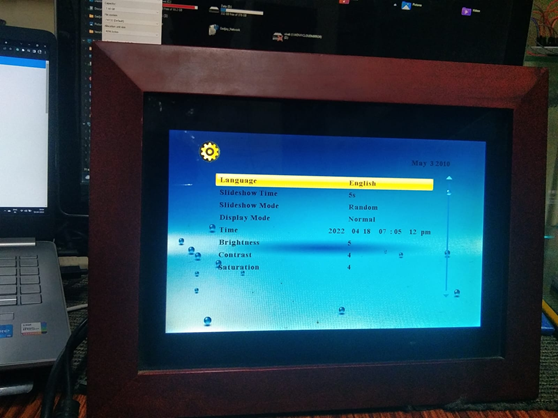 May 3 2018
Language English
Slideshow Time 5s
Slideshow Mode Random
Display Mode Normal
Time 2022 04 18 07 : 05 12 pm
Brightness 5
Contrast 4
Saturation 4